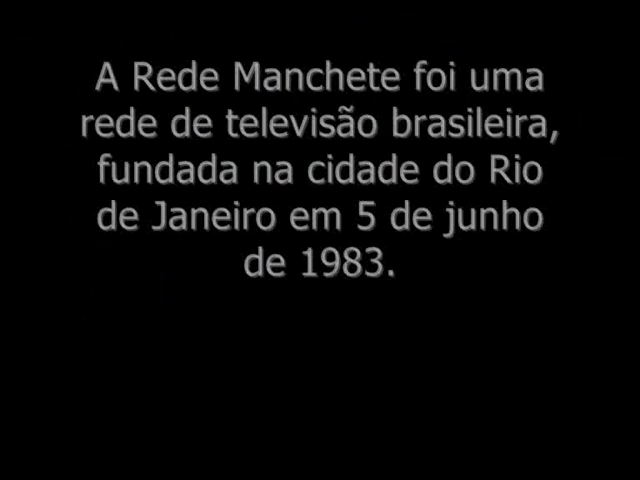 A Rede Manchete foi uma
rede de televisão brasileira,
fundada na cidade do Rio
de Janeiro em 5 de junho
de 1983.